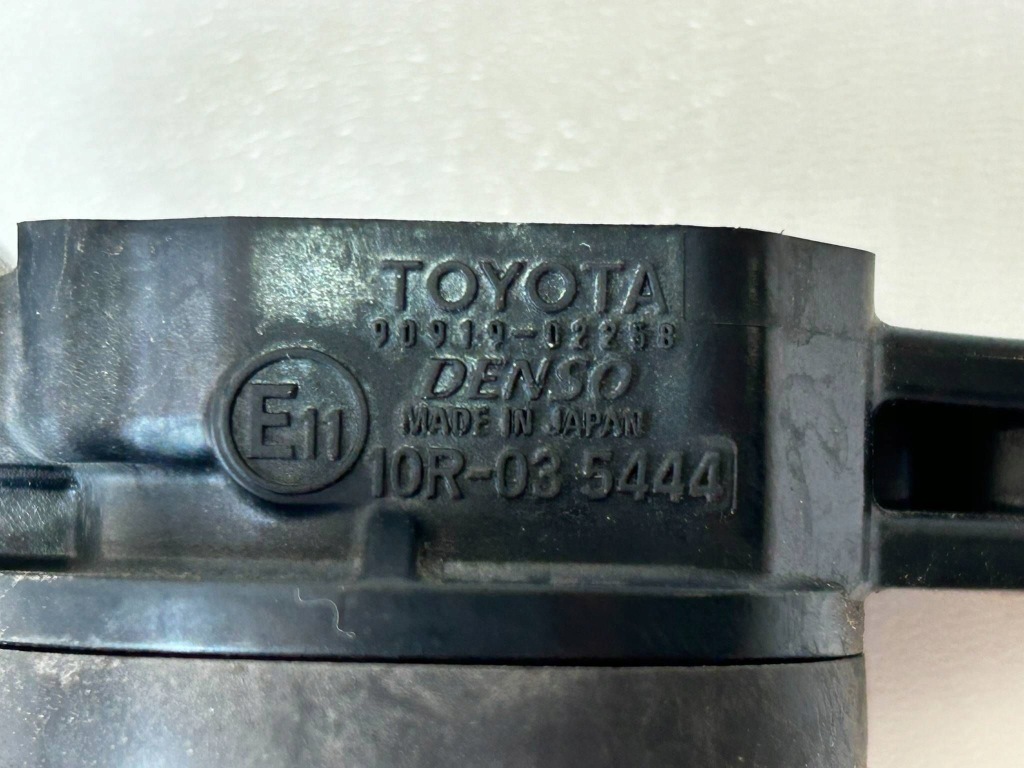 TOYOTA
90919-02258
DENSO
MADE IN JAPAN
E11
10R-03 5444